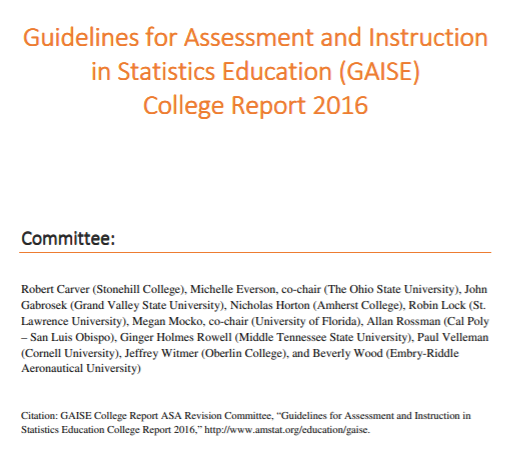 Guidelines for Assessment and Instruction
in Statistics Education (GAISE)
College Report 2016
Committee:
Robert Carver (Stonehill College), Michelle Everson, co-chair (The Ohio State University), John
Gabrosek (Grand Valley State University), Nicholas Horton (Amherst College), Robin Lock (St.
Lawrence University), Megan Mocko, co-chair (University of Florida), Allan Rossman (Cal Poly
– San Luis Obispo), Ginger Holmes Rowell (Middle Tennessee State University), Paul Velleman
(Cornell University), Jeffrey Witmer (Oberlin College), and Beverly Wood (Embry-Riddle
Aeronautical University)
Citation: GAISE College Report ASA Revision Committee, “Guidelines for Assessment and Instruction in
Statistics Education College Report 2016,” http://www.amstat.org/education/gaise.